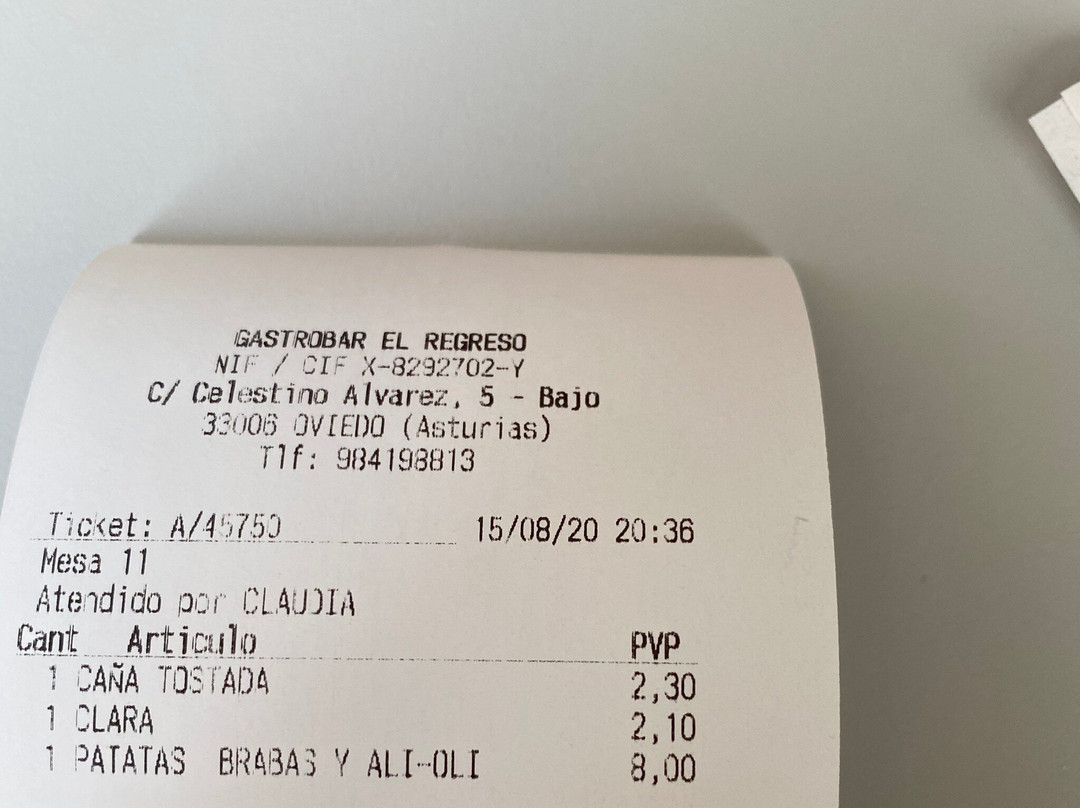 GASTROBAR EL REGRESO
NIF / CIF X-8292702-Y
C/ Celestino Alvarez, 5 - Bajo
33006 OVIEDO (Asturias)
Tlf: 984198813
Ticket: A/45750 15/08/20 20:36
Mesa 11
Atendido por CLAUDIA
Cant Articulo PVP
1 CAÑA TOSTADA 2,30
1 CLARA 2,10
1 PATATAS BRABAS Y ALI-OLI 8,00